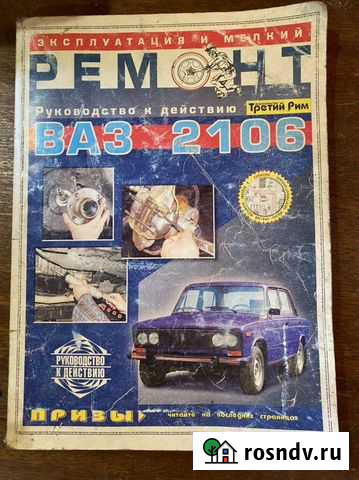 ЭКСПЛУАТАЦИЯ И МЕЛКИЙ
РЕМОНТ
Руководство к действию
Третий Рим
ВАЗ 2106
РУКОВОДСТВО
К ДЕЙСТВИЮ
ПРИЗЫ
читайте на последних страницах
rosndv.ru